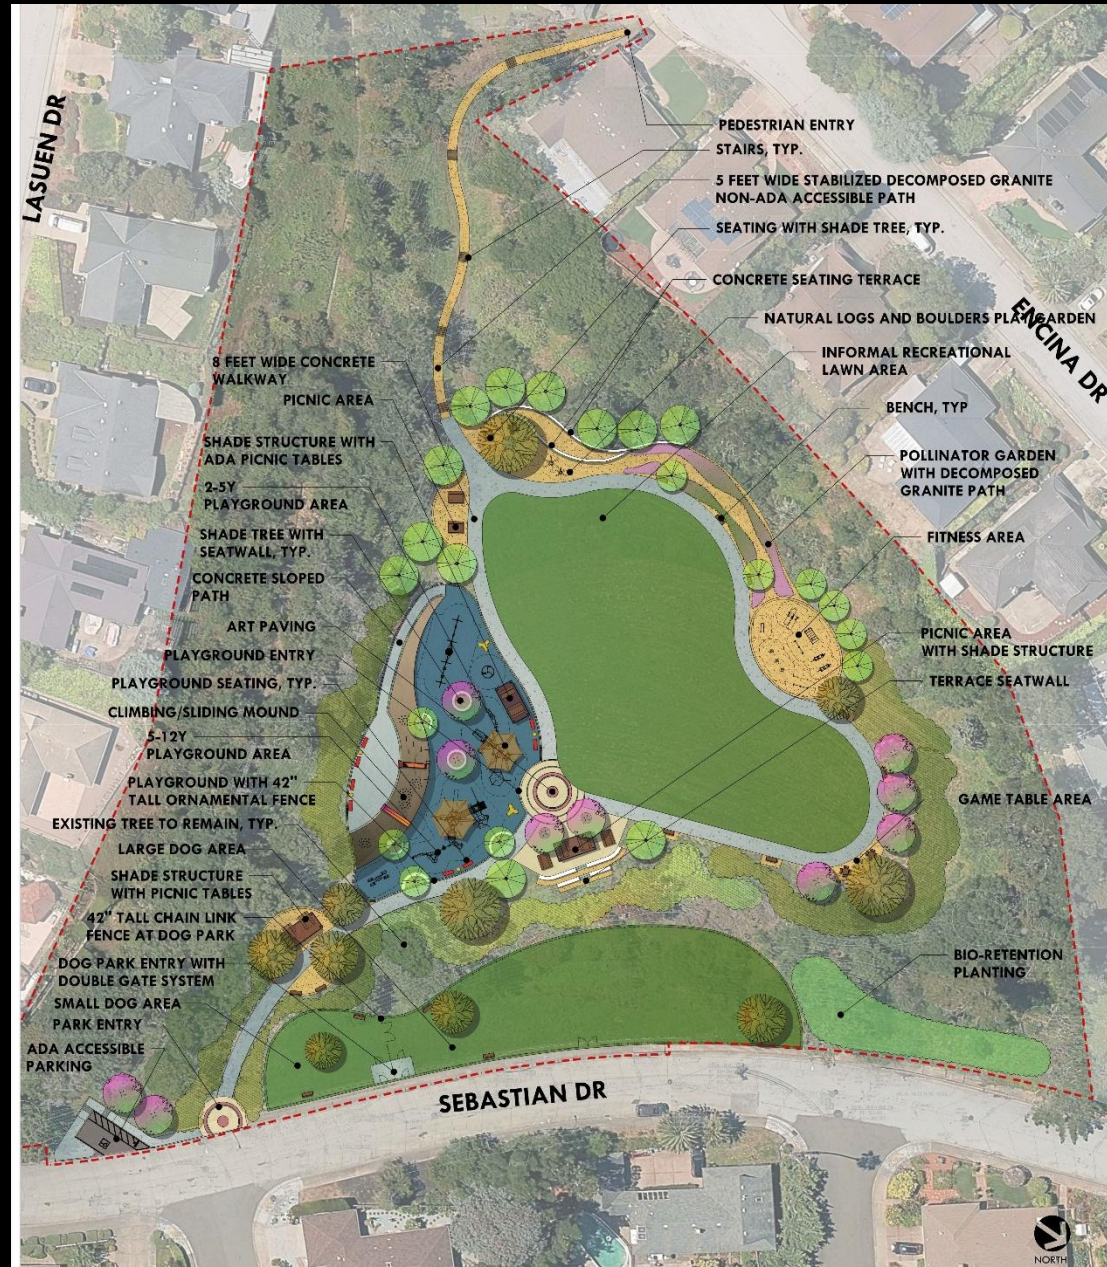 LASUEN DR
PEDESTRIAN ENTRY
STAIRS, TYP.
5 FEET WIDE STABILIZED DECOMPOSED GRANITE
NON-ADA ACCESSIBLE PATH
SEATING WITH SHADE TREE, TYP.
CONCRETE SEATING TERRACE
NATURAL LOGS AND BOULDERS PLAY GARDEN
INFORMAL RECREATIONAL
LAWN AREA
ENCINA DR
BENCH, TYP
POLLINATOR GARDEN
WITH DECOMPOSED
GRANITE PATH
FITNESS AREA
PICNIC AREA
WITH SHADE STRUCTURE
TERRACE SEATWALL
GAME TABLE AREA
BIO-RETENTION
PLANTING
8 FEET WIDE CONCRETE
WALKWAY
PICNIC AREA
SHADE STRUCTURE WITH
ADA PICNIC TABLES
2-5Y
PLAYGROUND AREA
SHADE TREE WITH
SEATWALL, TYP.
CONCRETE SLOPED
PATH
ART PAVING
PLAYGROUND ENTRY
PLAYGROUND SEATING, TYP.
CLIMBING/SLIDING MOUND
5-12Y
PLAYGROUND AREA
PLAYGROUND WITH 42"
TALL ORNAMENTAL FENCE
EXISTING TREE TO REMAIN, TYP.
LARGE DOG AREA
SHADE STRUCTURE
WITH PICNIC TABLES
42" TALL CHAIN LINK
FENCE AT DOG PARK
DOG PARK ENTRY WITH
DOUBLE GATE SYSTEM
SMALL DOG AREA
PARK ENTRY
ADA ACCESSIBLE
PARKING
SEBASTIAN DR
NORTH